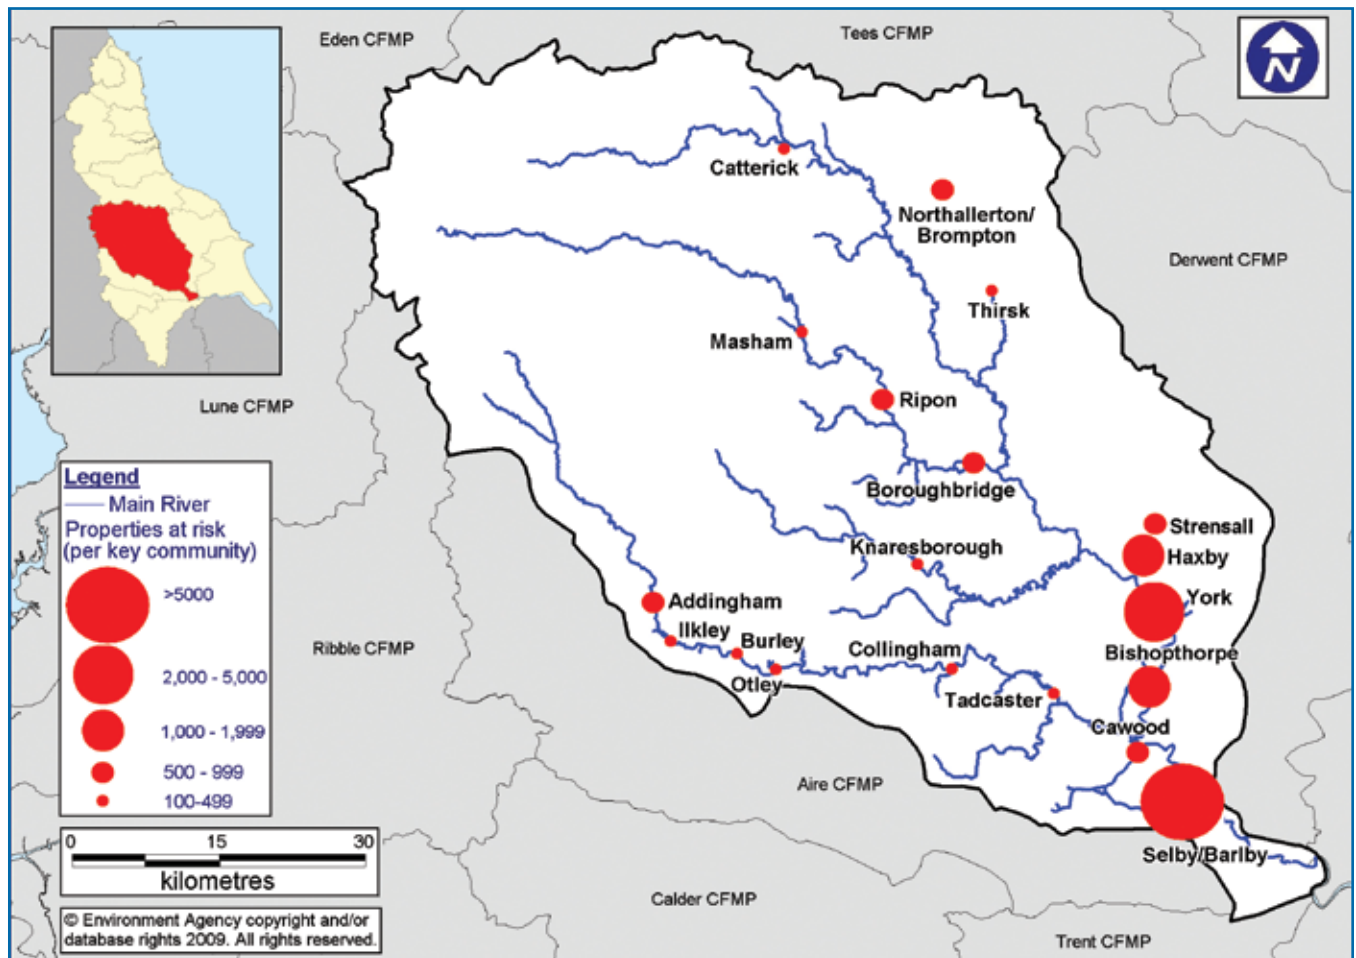 Eden CFMP
Tees CFMP
N
Catterick
Northallerton/
Brompton
Derwent CFMP
Thirsk
Masham
Lune CFMP
Ripon
Boroughbridge
Strensall
Knaresborough
Haxby
York
Addingham
Ilkley
Burley
Collingham
Bishopthorpe
Ribble CFMP
Otley
Tadcaster
Cawood
Aire CFMP
Selby/Barlby
Calder CFMP
Trent CFMP
Legend
Main River
Properties at risk
(per key community)
>5000
2,000 - 5,000
1,000 - 1,999
500 - 999
100-499
0 15 30
kilometres
© Environment Agency copyright and/or
database rights 2009. All rights reserved.